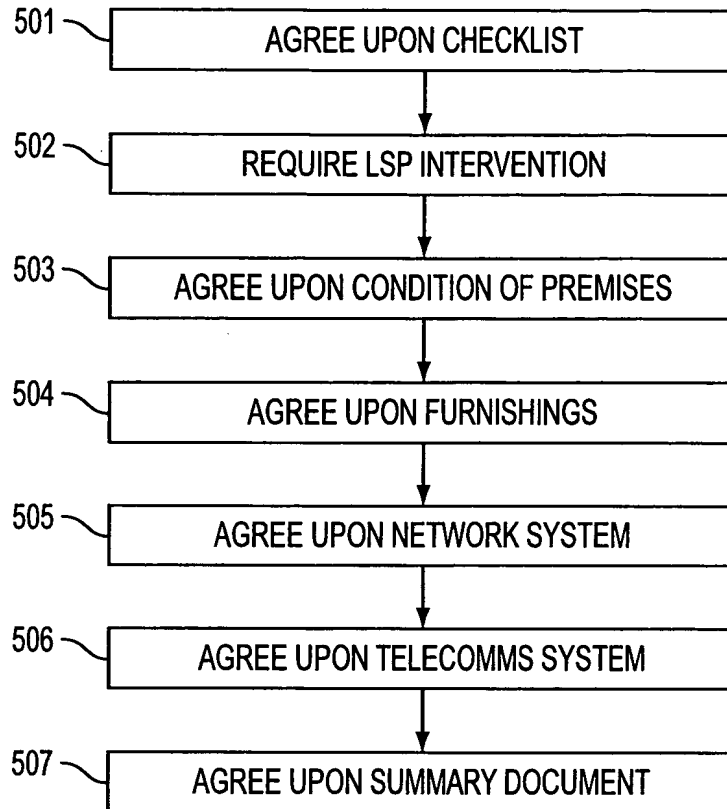 501 AGREE UPON CHECKLIST
502 REQUIRE LSP INTERVENTION
503 AGREE UPON CONDITION OF PREMISES
504 AGREE UPON FURNISHINGS
505 AGREE UPON NETWORK SYSTEM
506 AGREE UPON TELECOMMS SYSTEM
507 AGREE UPON SUMMARY DOCUMENT